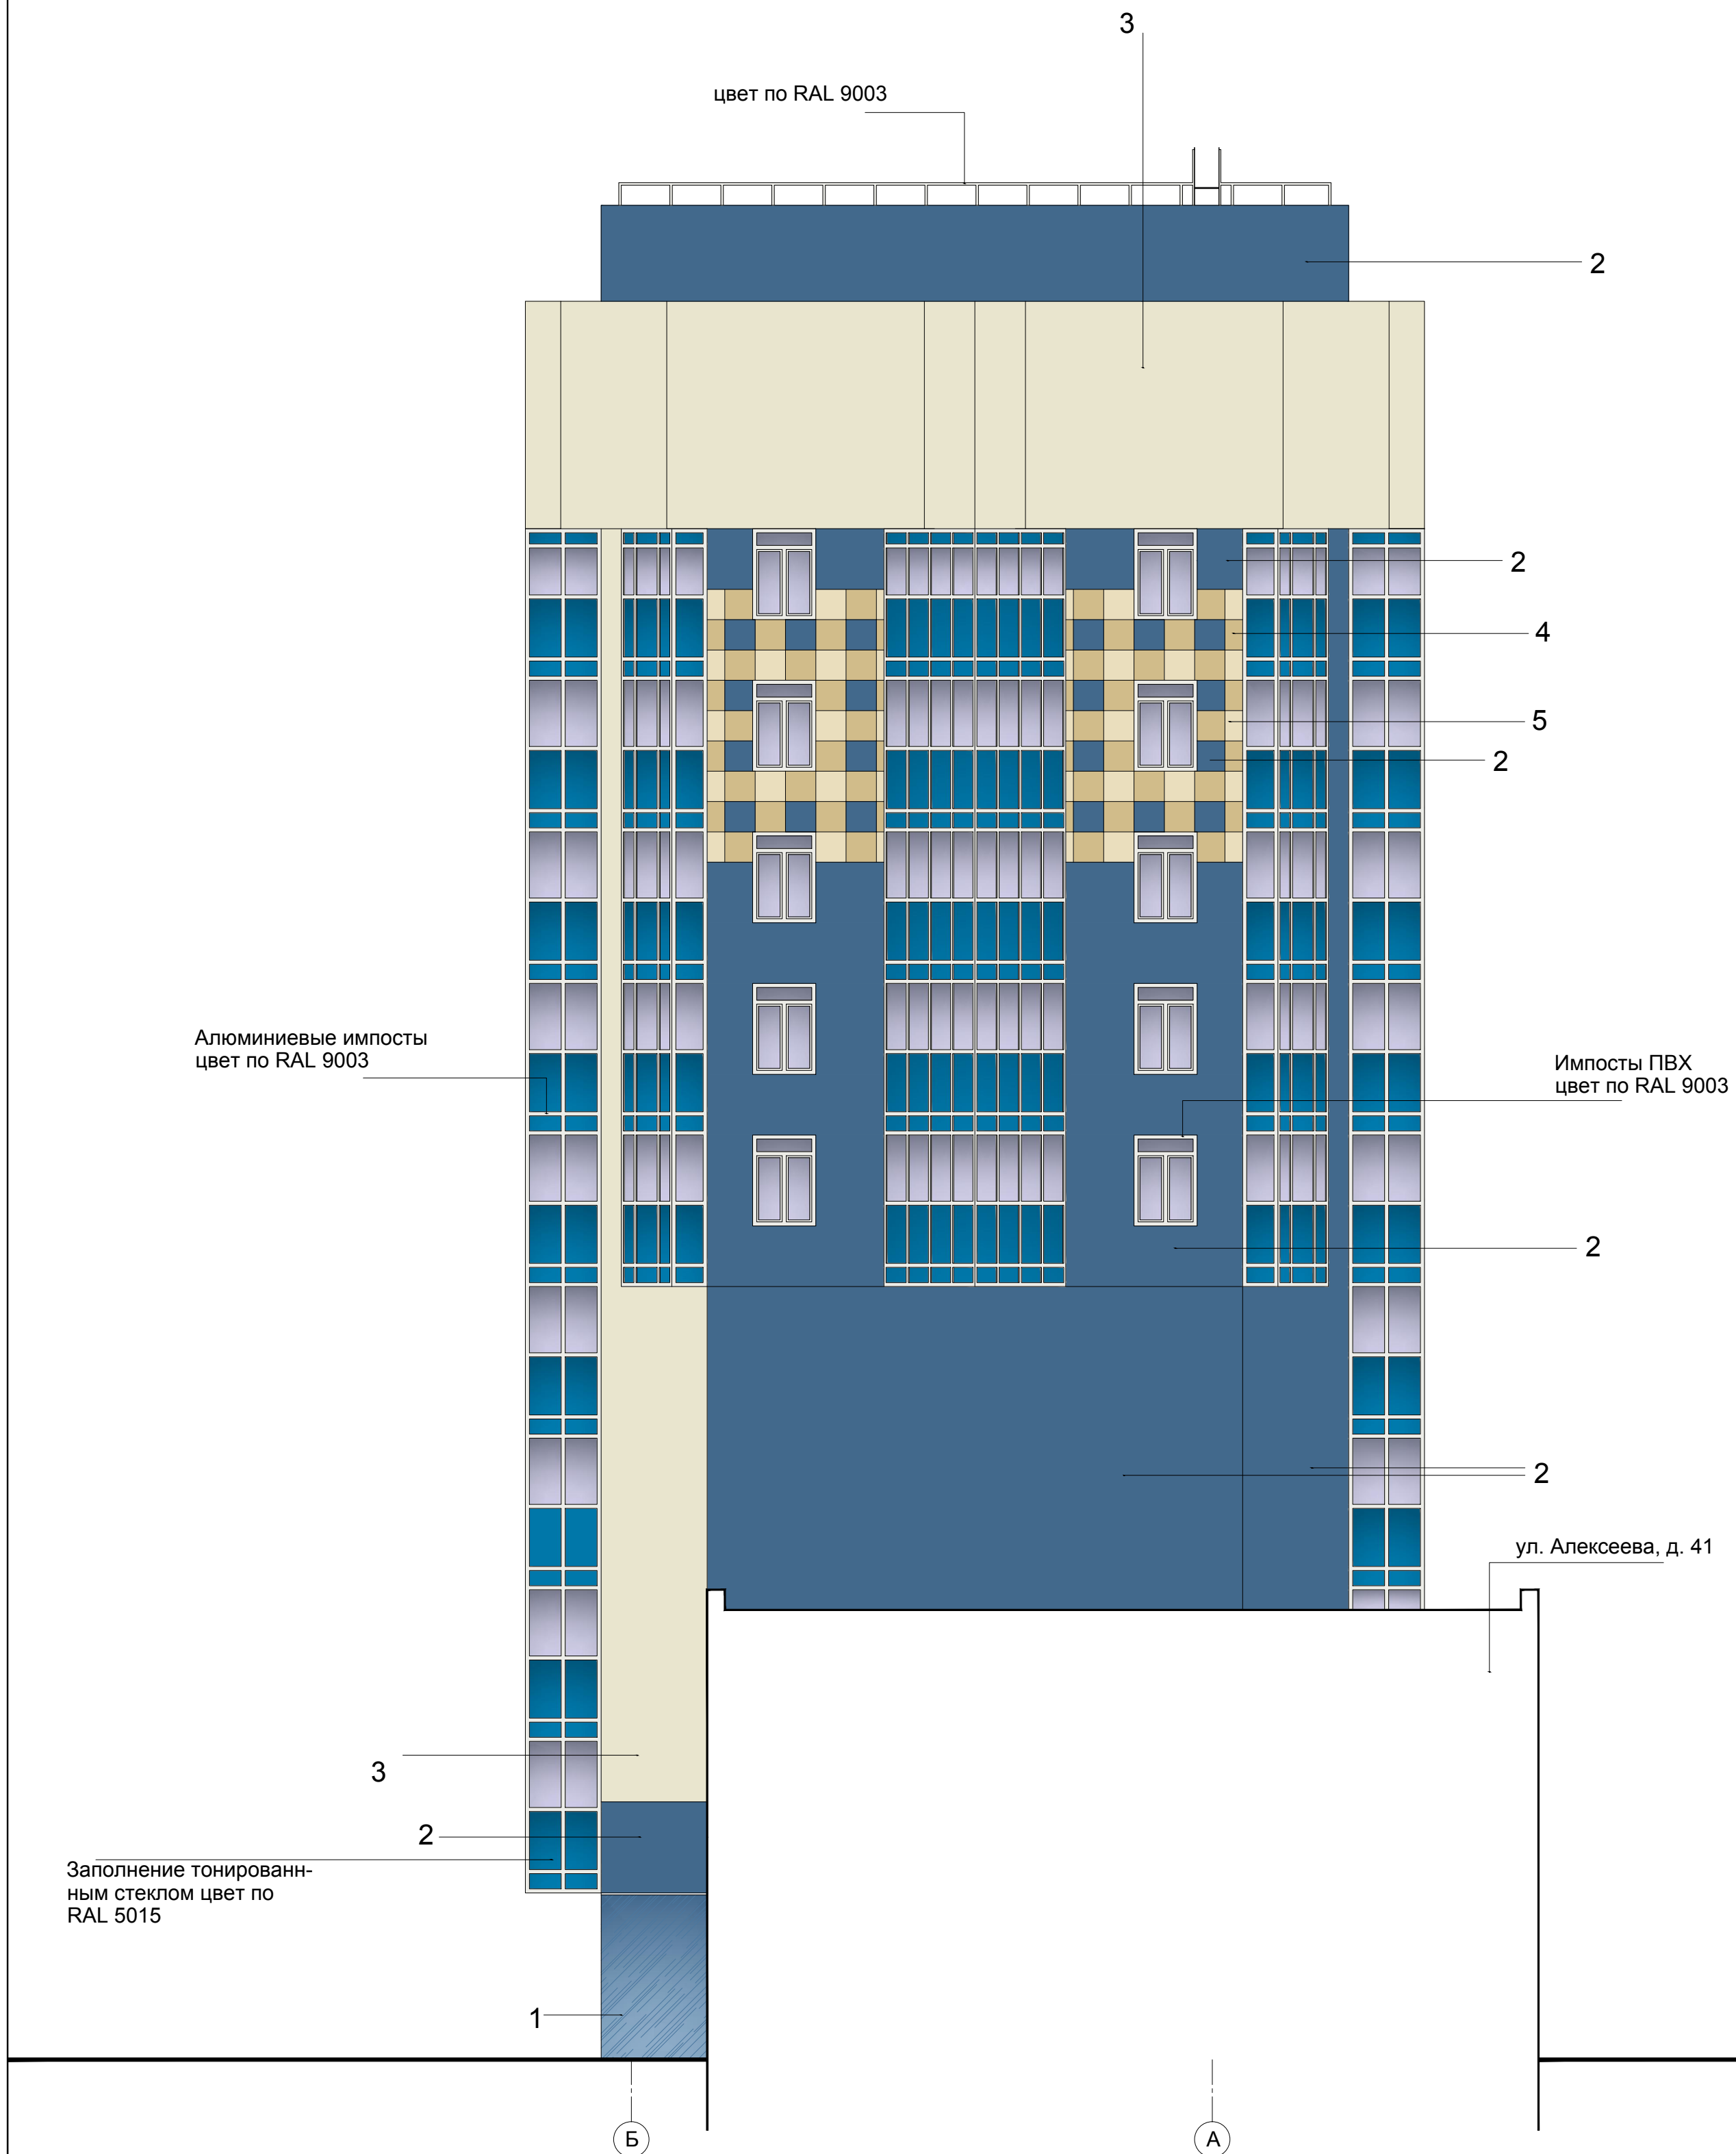 3
цвет по RAL 9003
2
2
4
5
2
Алюминиевые импосты
цвет по RAL 9003
Импосты ПВХ
цвет по RAL 9003
2
2
ул. Алексеева, д. 41
3
2
Заполнение тонированн-
ным стеклом цвет по
RAL 5015
1
Б
А